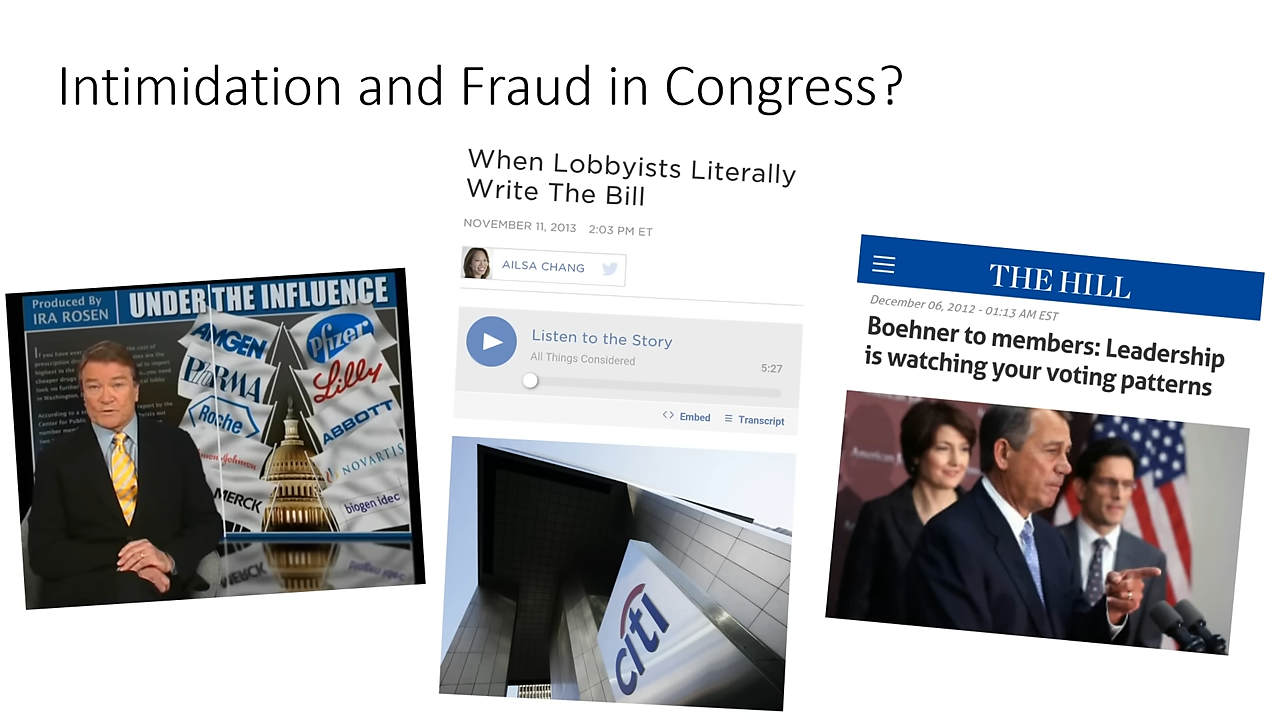 Intimidation and Fraud in Congress?
When Lobbyists Literally
Write The Bill
NOVEMBER 11, 2013 2:03 PM ET
AILSA CHANG
Listen to the Story
All Things Considered
5:27
Embed
Transcript
Produced By
IRA ROSEN
UNDER THE INFLUENCE
AMGEN
Pfizer
PhRMA
Lilly
Roche
ABBOTT
Johnson & Johnson
NOVARTIS
MERCK
biogen idec
citi
THE HILL
December 06, 2012 - 01:13 AM EST
Boehner to members: Leadership
is watching your voting patterns